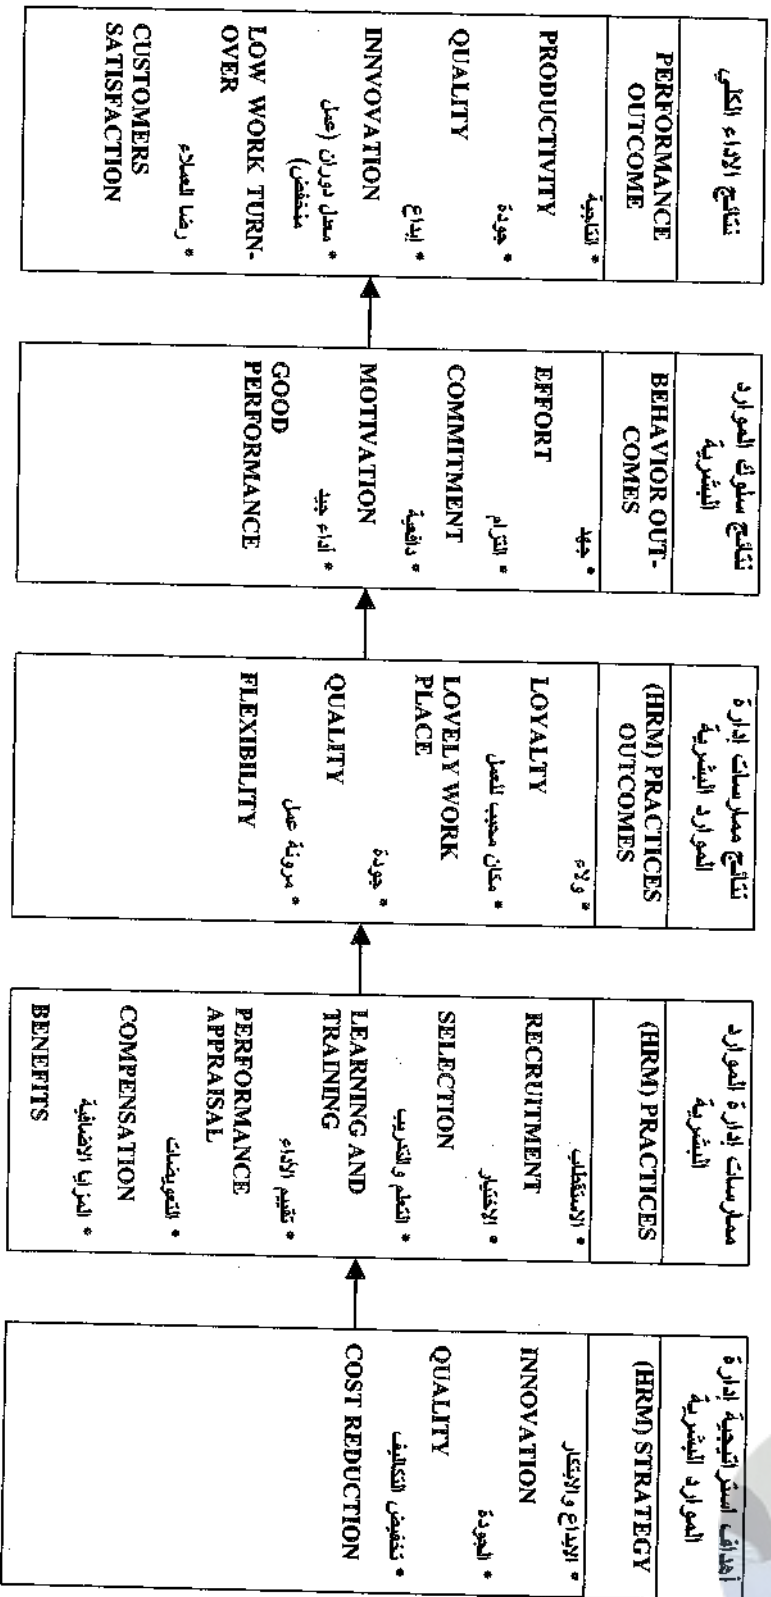 أهداف استراتيجية إدارة
الموارد البشرية
(HRM) STRATEGY
* الابداع والابتكار
INNOVATION
* الجودة
QUALITY
* تخفيض التكاليف
COST REDUCTION
ممارسات إدارة الموارد
البشرية
(HRM) PRACTICES
* الاستقطاب
RECRUITMENT
* الاختيار
SELECTION
* التعلم والتدريب
LEARNING AND
TRAINING
* تقييم الأداء
PERFORMANCE
APPRAISAL
* التعويضات
COMPENSATION
* المزايا الاضافية
BENEFITS
نتائج ممارسات إدارة
الموارد البشرية
(HRM) PRACTICES
OUTCOMES
* ولاء
LOYALTY
* مكان محبب للعمل
LOVELY WORK
PLACE
* جودة
QUALITY
* مرونة عمل
FLEXIBILITY
نتائج سلوك الموارد
البشرية
BEHAVIOR OUT-
COMES
* جهد
EFFORT
* التزام
COMMITMENT
* دافعية
MOTIVATION
* أداء جيد
GOOD
PERFORMANCE
نتائج الاداء الكلي
PERFORMANCE
OUTCOME
* انتاجية
PRODUCTIVITY
* جودة
QUALITY
* إبداع
INNVOVATION
* معدل دوران (عمل
منخفض)
LOW WORK TURN-
OVER
* رضا العملاء
CUSTOMERS
SATISFACTION